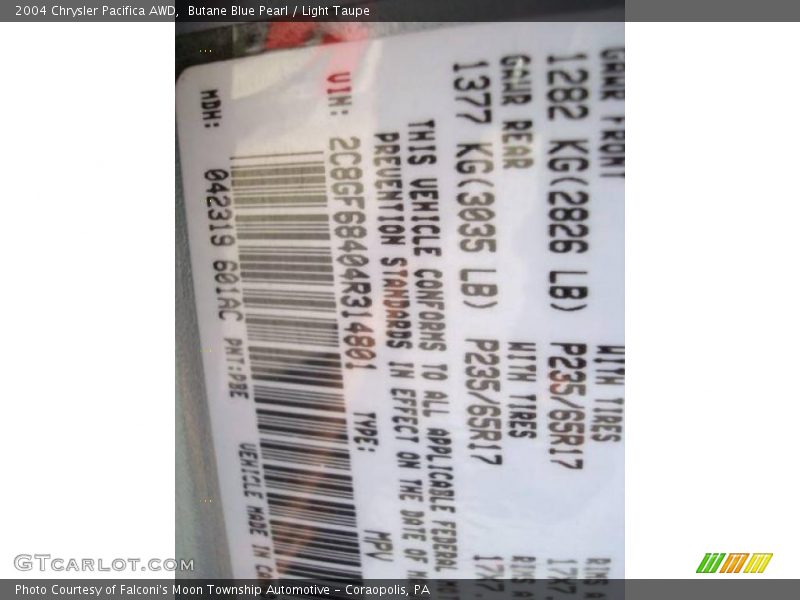 2004 Chrysler Pacifica AWD, Butane Blue Pearl / Light Taupe
GAWR FRONT WITH TIRES
1282 KG(2826 LB) P235/65R17 17X7.
GAWR REAR WITH TIRES
1377 KG(3035 LB) P235/65R17 17X7.
THIS VEHICLE CONFORMS TO ALL APPLICABLE FEDERAL
PREVENTION STANDARDS IN EFFECT ON THE DATE OF
VIN: 2C8GF68404R314801 TYPE: MPV
MDH: 042319 601AC PNT:PBE VEHICLE MADE IN
GTcarlot.com
Photo Courtesy of Falconi's Moon Township Automotive - Coraopolis, PA